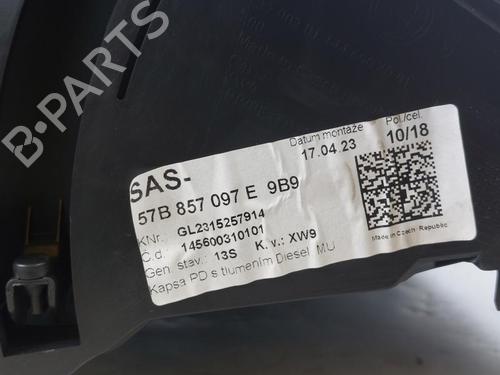 SAS-
Datum montáže
Pol./cel.
17.04.23
10/18
57B 857 097 E 9B9
KNr. GL2315257914
Č.d. 145600310101
Gen. stav.: 13S K.v.: XW9
Kapsa PD s tlumením Diesel, MU
Made in Czech Republic
B-PARTS